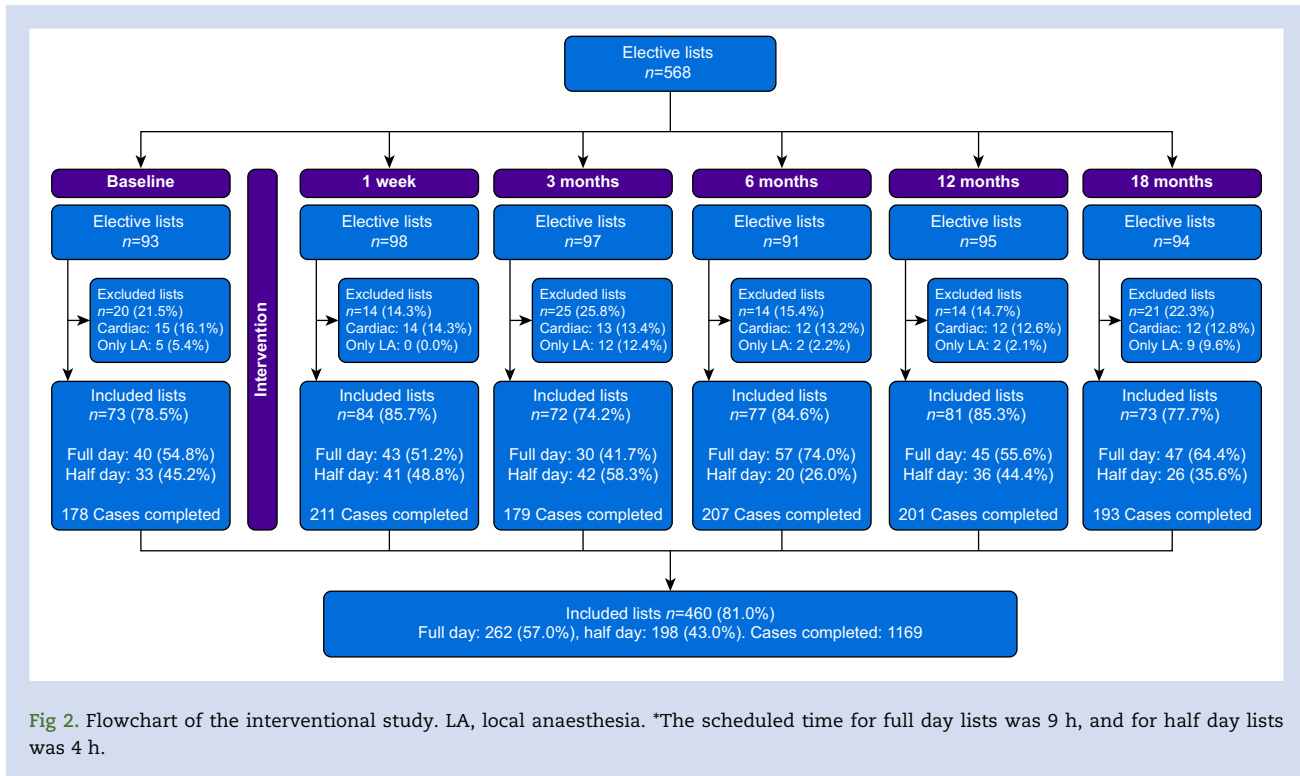 Elective lists
n=568
Baseline
Intervention
1 week
3 months
6 months
12 months
18 months
Elective lists
n=93
Elective lists
n=98
Elective lists
n=97
Elective lists
n=91
Elective lists
n=95
Elective lists
n=94
Excluded lists
n=20 (21.5%)
Cardiac: 15 (16.1%)
Only LA: 5 (5.4%)
Excluded lists
n=14 (14.3%)
Cardiac: 14 (14.3%)
Only LA: 0 (0.0%)
Excluded lists
n=25 (25.8%)
Cardiac: 13 (13.4%)
Only LA: 12 (12.4%)
Excluded lists
n=14 (15.4%)
Cardiac: 12 (13.2%)
Only LA: 2 (2.2%)
Excluded lists
n=14 (14.7%)
Cardiac: 12 (12.6%)
Only LA: 2 (2.1%)
Excluded lists
n=21 (22.3%)
Cardiac: 12 (12.8%)
Only LA: 9 (9.6%)
Included lists
n=73 (78.5%)
Full day: 40 (54.8%)
Half day: 33 (45.2%)
178 Cases completed
Included lists
n=84 (85.7%)
Full day: 43 (51.2%)
Half day: 41 (48.8%)
211 Cases completed
Included lists
n=72 (74.2%)
Full day: 30 (41.7%)
Half day: 42 (58.3%)
179 Cases completed
Included lists
n=77 (84.6%)
Full day: 57 (74.0%)
Half day: 20 (26.0%)
207 Cases completed
Included lists
n=81 (85.3%)
Full day: 45 (55.6%)
Half day: 36 (44.4%)
201 Cases completed
Included lists
n=73 (77.7%)
Full day: 47 (64.4%)
Half day: 26 (35.6%)
193 Cases completed
Included lists n=460 (81.0%)
Full day: 262 (57.0%), half day: 198 (43.0%). Cases completed: 1169
Fig 2. Flowchart of the interventional study. LA, local anaesthesia. *The scheduled time for full day lists was 9 h, and for half day lists
was 4 h.